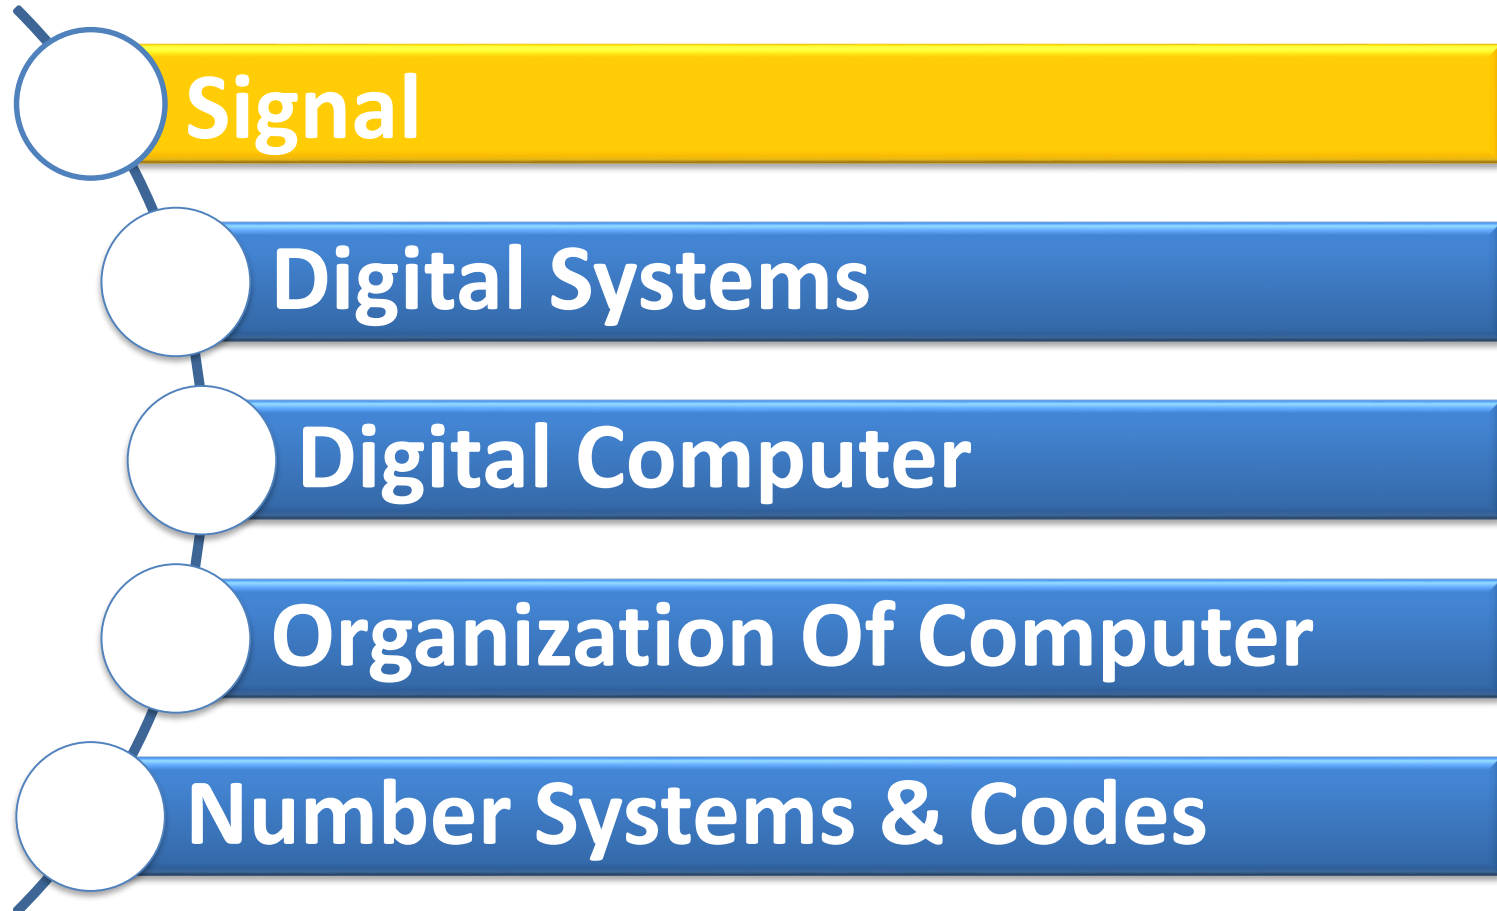 Signal
Digital Systems
Digital Computer
Organization Of Computer
Number Systems & Codes